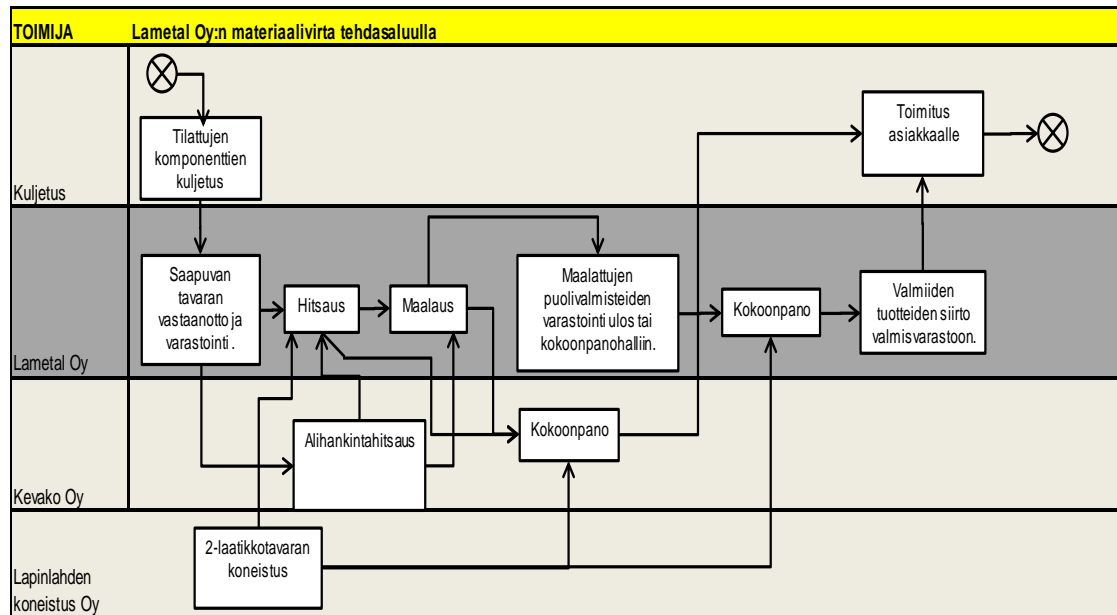 TOIMIJA
Lametal Oy:n materiaalivirta tehdasaluulla
Tilattujen
komponenttien
kuljetus
Toimitus
asiakkaalle
Kuljetus
Saapuvan
tavaran
vastaanotto ja
varastointi .
Hitsaus
Maalaus
Maalattujen
puolivalmisteiden
varastointi ulos tai
kokoonpanohalliin.
Kokoonpano
Valmiiden
tuotteiden siirto
valmisvarastoon.
Lametal Oy
Alihankintahitsaus
Kokoonpano
Kevako Oy
2-laatikkotavaran
koneistus
Lapinlahden
koneistus Oy